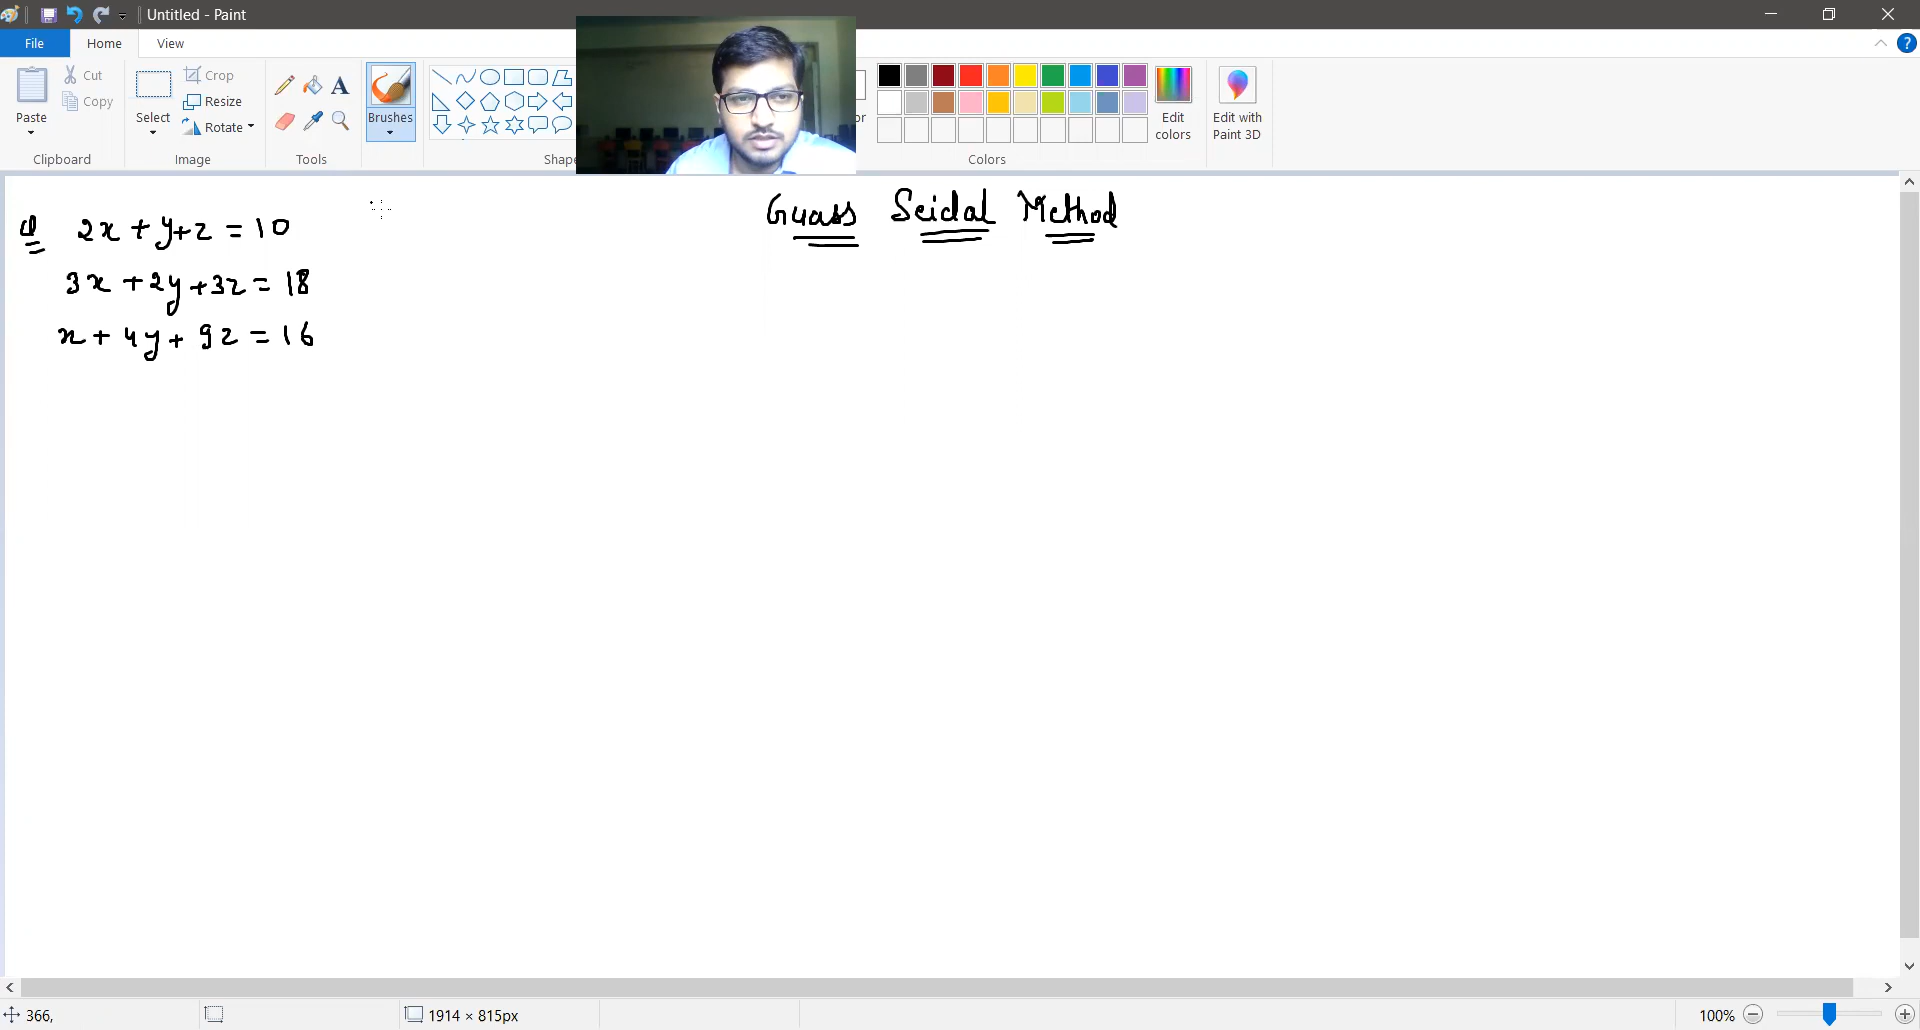 Untitled - Paint
File Home View
Paste
Cut
Copy
Clipboard
Select
Crop
Resize
Rotate
Image
Tools
Brushes
Shape
or
Colors
Edit colors
Edit with Paint 3D
Guass Seidal Method
Q 2x + y + z = 10
3x + 2y + 3z = 18
x + 4y + 9z = 16
366,
1914 × 815px
100%